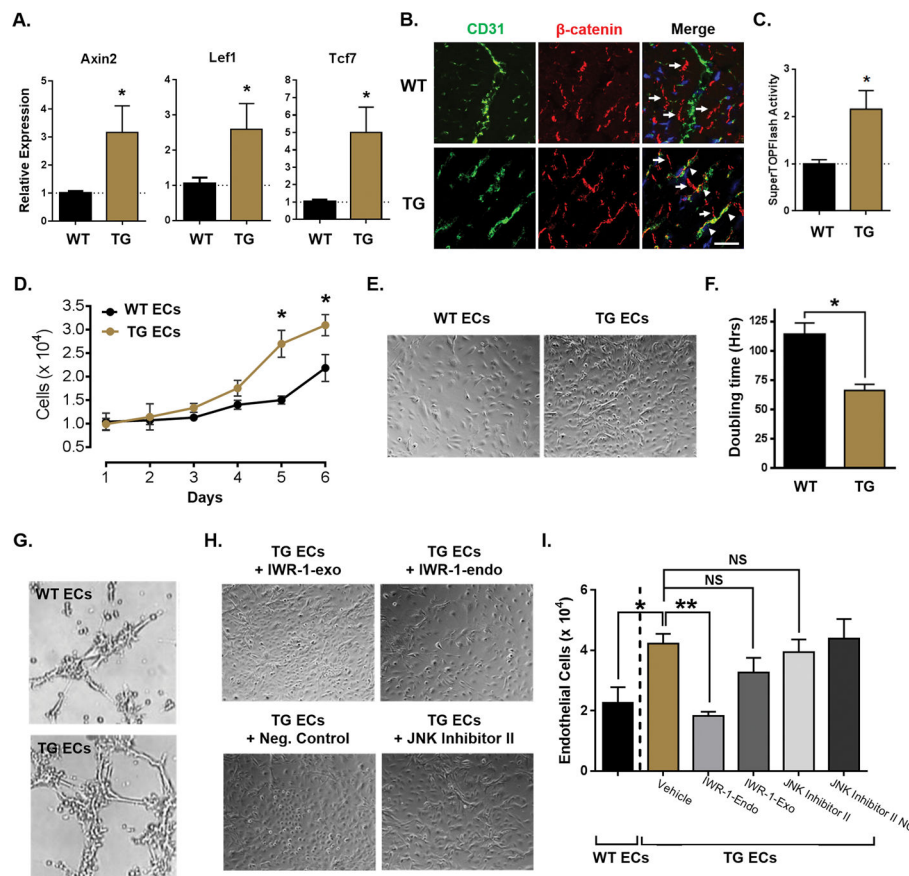 A.
Axin2
Lef1
Tcf7
Relative Expression
5
4
3
2
1
0
*
WT
TG
4
3
2
1
0
*
WT
TG
8
7
6
5
4
3
2
1
0
*
WT
TG
B.
CD31
β-catenin
Merge
WT
TG
C.
SuperTOPFlash Activity
3
2
1
0
*
WT
TG
D.
WT ECs
TG ECs
Cells (x 10⁴)
3.5
3.0
2.5
2.0
1.5
1.0
0.5
*
*
1
2
3
4
5
6
Days
E.
WT ECs
TG ECs
F.
Doubling time (Hrs)
125
100
75
50
25
0
*
WT
TG
G.
WT ECs
TG ECs
H.
TG ECs
+ IWR-1-exo
TG ECs
+ IWR-1-endo
TG ECs
+ Neg. Control
TG ECs
+ JNK Inhibitor II
I.
Endothelial Cells (x 10⁴)
6
4
2
0
*
**
NS
NS
Vehicle
IWR-1-Endo
IWR-1-Exo
JNK Inhibitor II
JNK Inhibitor II
WT ECs
TG ECs